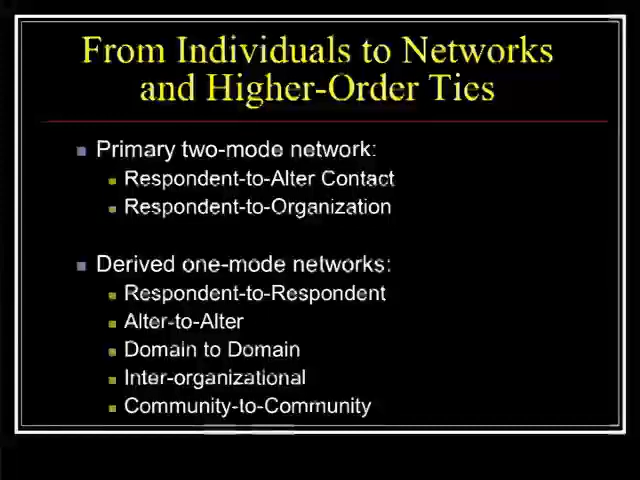 From Individuals to Networks
and Higher-Order Ties
Primary two-mode network:
Respondent-to-Alter Contact
Respondent-to-Organization
Derived one-mode networks:
Respondent-to-Respondent
Alter-to-Alter
Domain to Domain
Inter-organizational
Community-to-Community